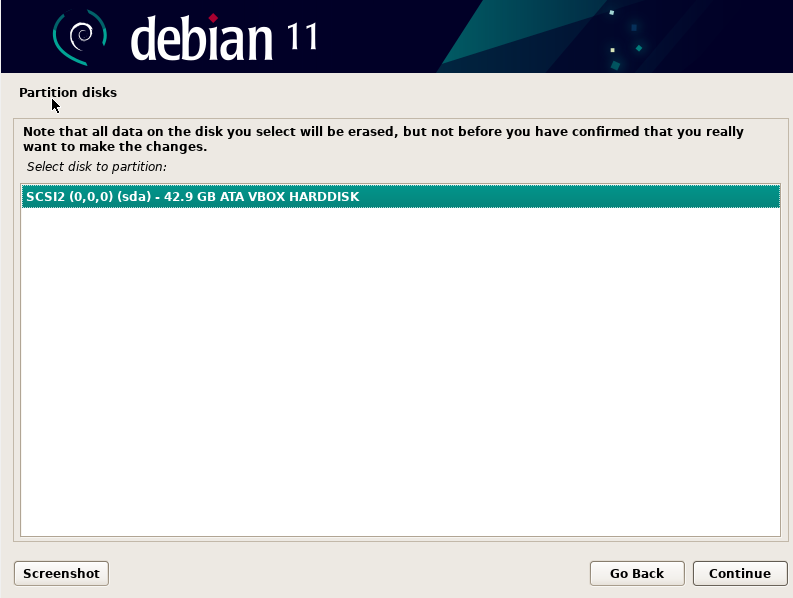 debian 11
Partition disks
Note that all data on the disk you select will be erased, but not before you have confirmed that you really
want to make the changes.
Select disk to partition:
SCSI2 (0,0,0) (sda) - 42.9 GB ATA VBOX HARDDISK
Screenshot
Go Back
Continue